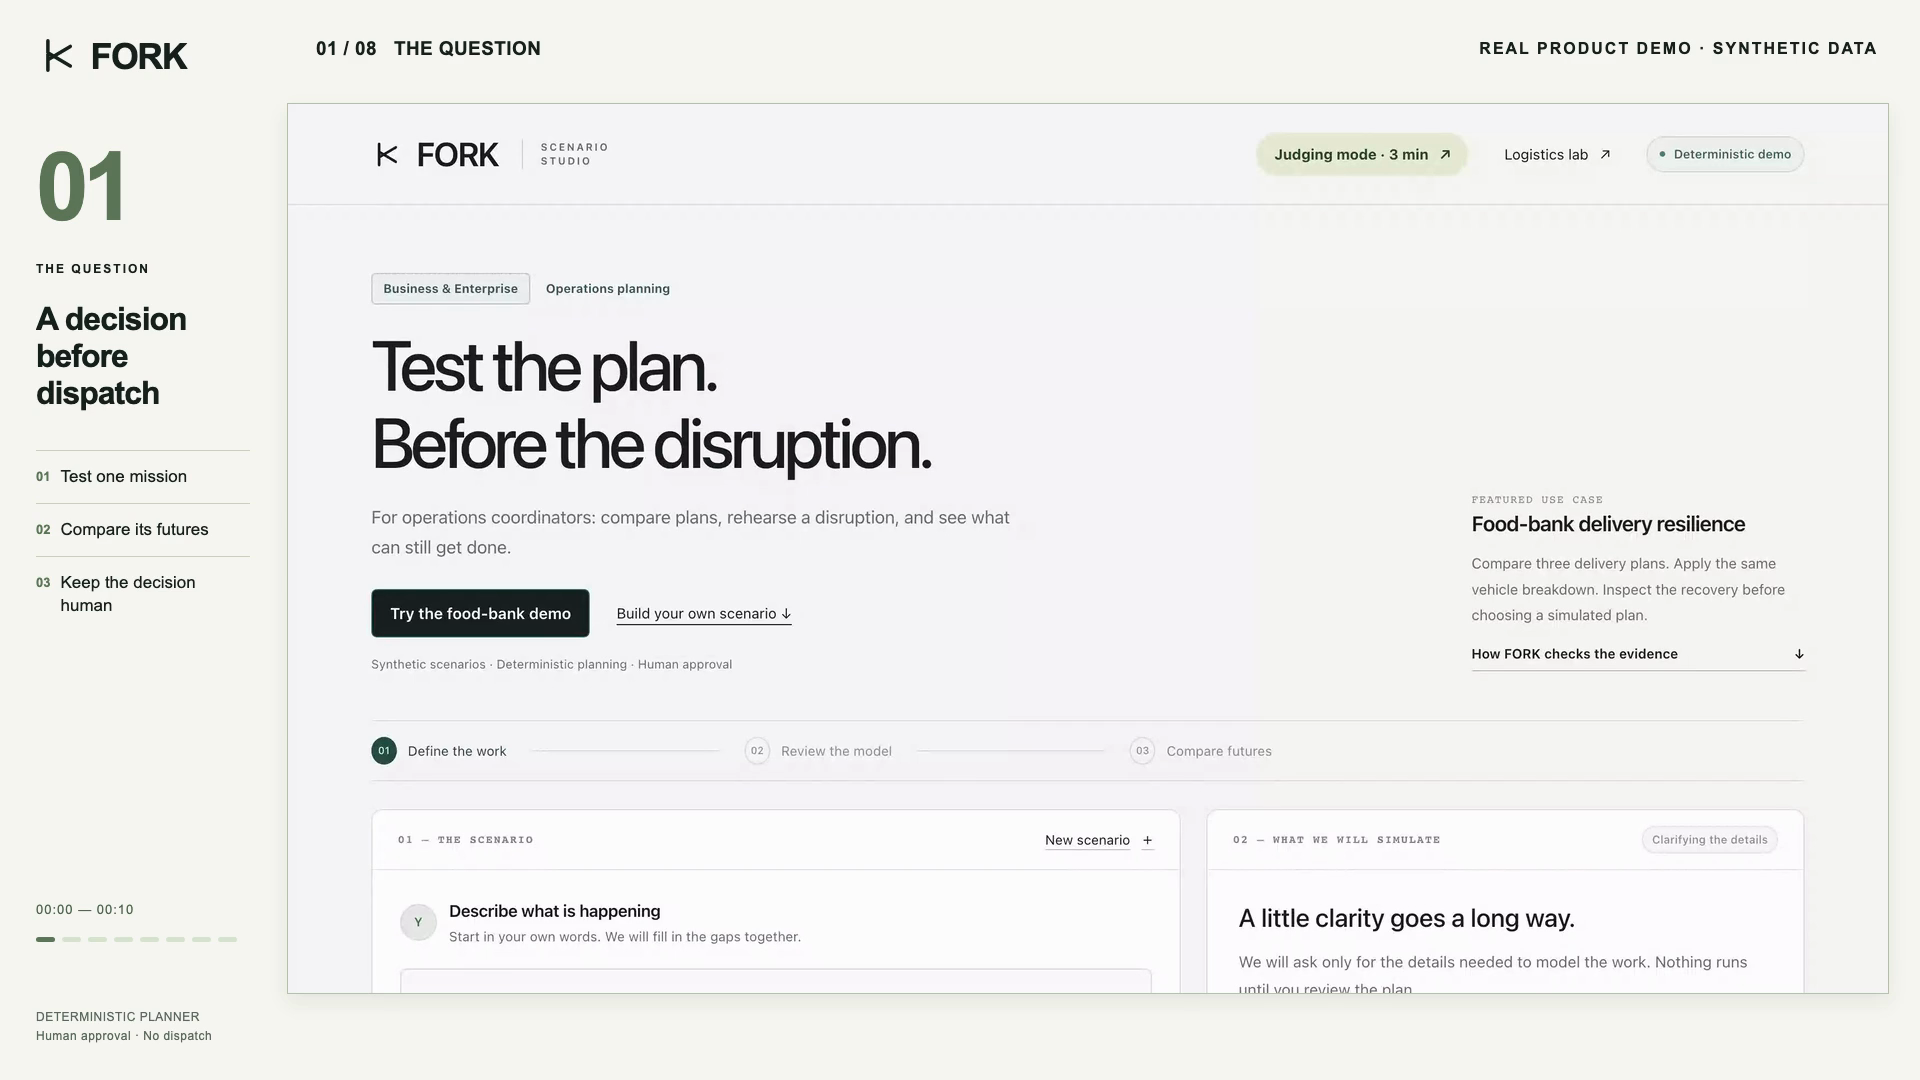 FORK
01 / 08 THE QUESTION
REAL PRODUCT DEMO · SYNTHETIC DATA
01
THE QUESTION
A decision
before
dispatch
01 Test one mission
02 Compare its futures
03 Keep the decision
human
00:00 — 00:10
DETERMINISTIC PLANNER
Human approval · No dispatch
FORK
SCENARIO
STUDIO
Judging mode · 3 min ↗
Logistics lab ↗
Deterministic demo
Business & Enterprise
Operations planning
Test the plan.
Before the disruption.
For operations coordinators: compare plans, rehearse a disruption, and see what
can still get done.
Try the food-bank demo
Build your own scenario ↓
Synthetic scenarios · Deterministic planning · Human approval
FEATURED USE CASE
Food-bank delivery resilience
Compare three delivery plans. Apply the same
vehicle breakdown. Inspect the recovery before
choosing a simulated plan.
How FORK checks the evidence ↓
01 Define the work
02 Review the model
03 Compare futures
01 — THE SCENARIO
New scenario +
Y
Describe what is happening
Start in your own words. We will fill in the gaps together.
02 — WHAT WE WILL SIMULATE
Clarifying the details
A little clarity goes a long way.
We will ask only for the details needed to model the work. Nothing runs
until you review the plan